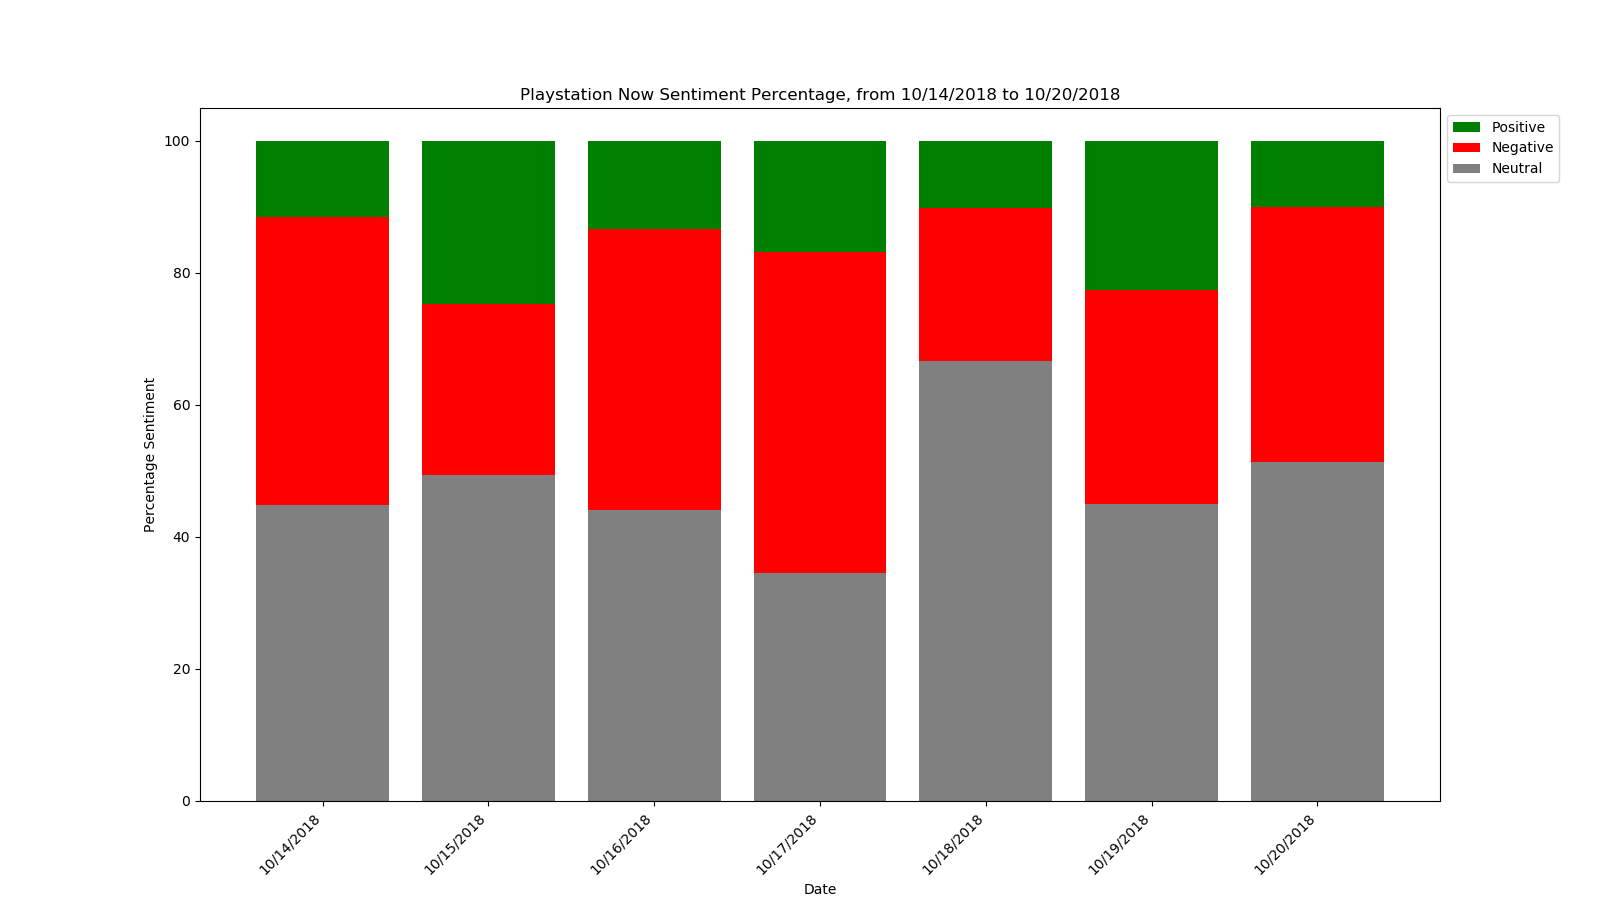 Playstation Now Sentiment Percentage, from 10/14/2018 to 10/20/2018
Positive
Negative
Neutral
Percentage Sentiment
100
80
60
40
20
0
10/14/2018
10/15/2018
10/16/2018
10/17/2018
10/18/2018
10/19/2018
10/20/2018
Date